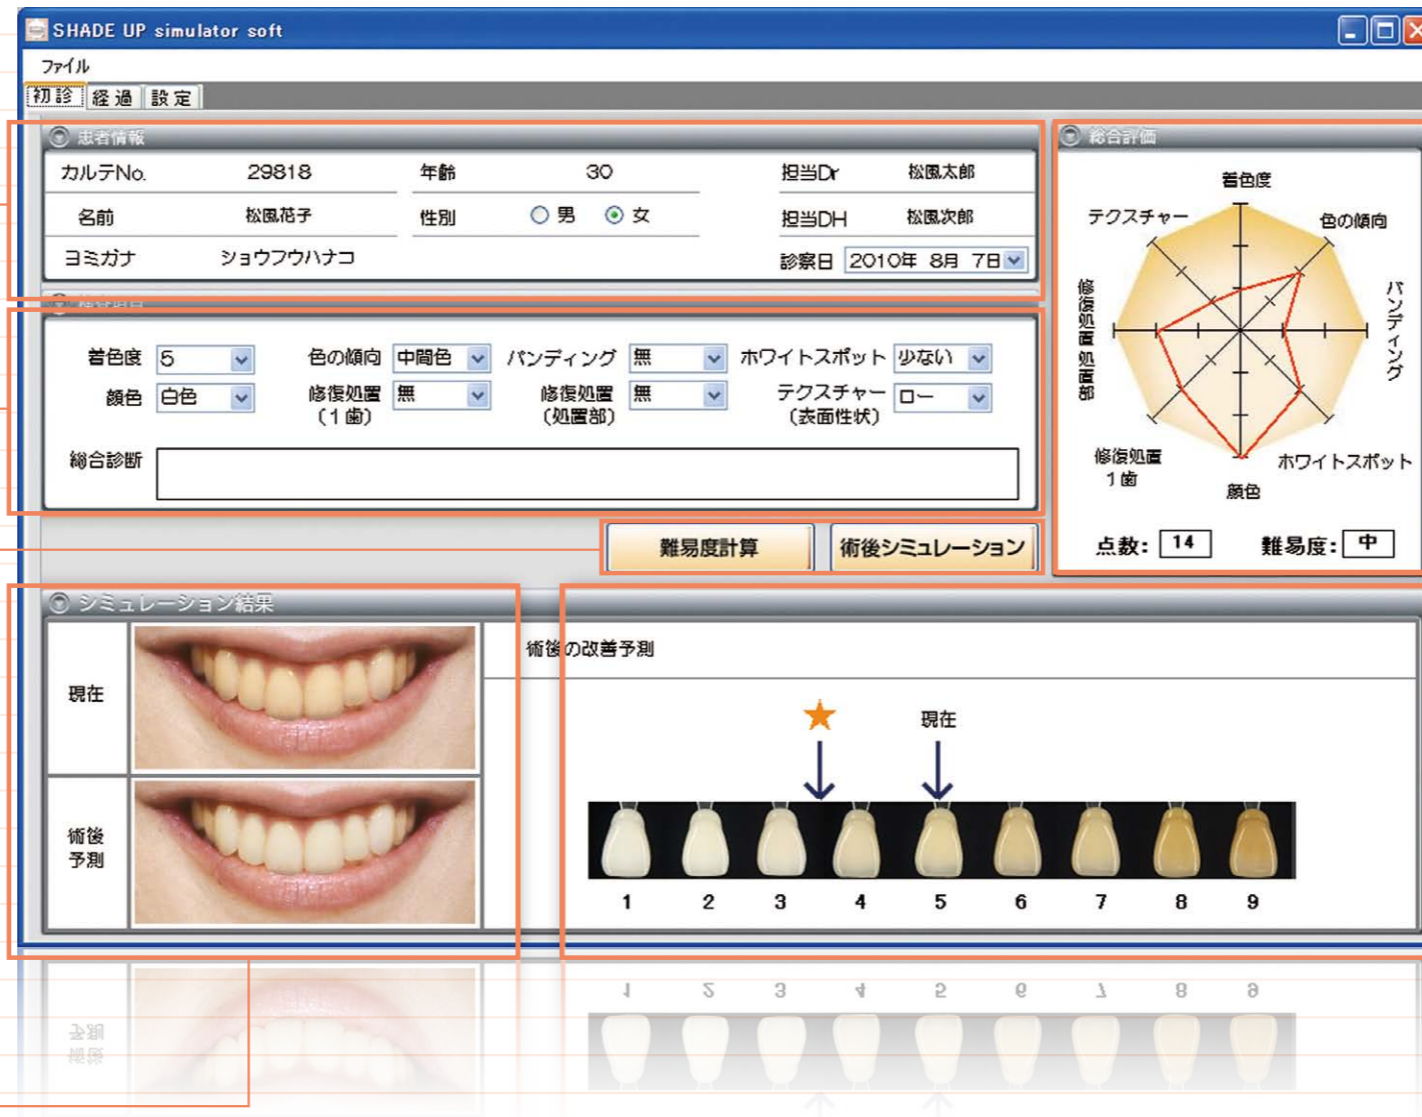 SHADE UP simulator soft
ファイル
初診 経過 設定
患者情報
カルテNo. 29818 年齢 30 担当Dr 松風太郎
名前 松風花子 性別 男 女 担当DH 松風次郎
ヨミガナ ショウフウハナコ 診察日 2010年 8月 7日
着色度 5 色の傾向 中間色 バンディング 無 ホワイトスポット 少ない
顔色 白色 修復処置 無 修復処置 無 テクスチャー ロー
(1歯) (処置部) (表面性状)
総合診断
難易度計算 術後シミュレーション
総合評価
着色度
テクスチャー 色の傾向
修復処置 処置部
バンディング
修復処置
1歯
ホワイトスポット
顔色
点数: 14 難易度: 中
シミュレーション結果
現在
術後
予測
術後の改善予測
現在
1 2 3 4 5 6 7 8 9